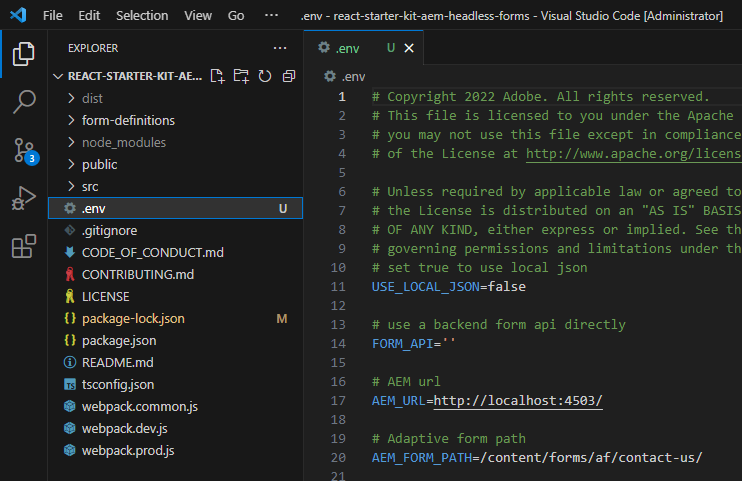 File Edit Selection View Go ··· .env - react-starter-kit-aem-headless-forms - Visual Studio Code [Administrator]
EXPLORER ···
REACT-STARTER-KIT-AE...
dist
form-definitions
node_modules
public
src
.env U
.gitignore
CODE_OF_CONDUCT.md
CONTRIBUTING.md
LICENSE
package-lock.json M
package.json
README.md
tsconfig.json
webpack.common.js
webpack.dev.js
webpack.prod.js
3
.env U
.env
1 # Copyright 2022 Adobe. All rights reserved.
2 # This file is licensed to you under the Apache
3 # you may not use this file except in compliance
4 # of the License at http://www.apache.org/licens
5
6 # Unless required by applicable law or agreed to
7 # the License is distributed on an "AS IS" BASIS
8 # OF ANY KIND, either express or implied. See th
9 # governing permissions and limitations under th
10 # set true to use local json
11 USE_LOCAL_JSON=false
12
13 # use a backend form api directly
14 FORM_API=''
15
16 # AEM url
17 AEM_URL=http://localhost:4503/
18
19 # Adaptive form path
20 AEM_FORM_PATH=/content/forms/af/contact-us/
21